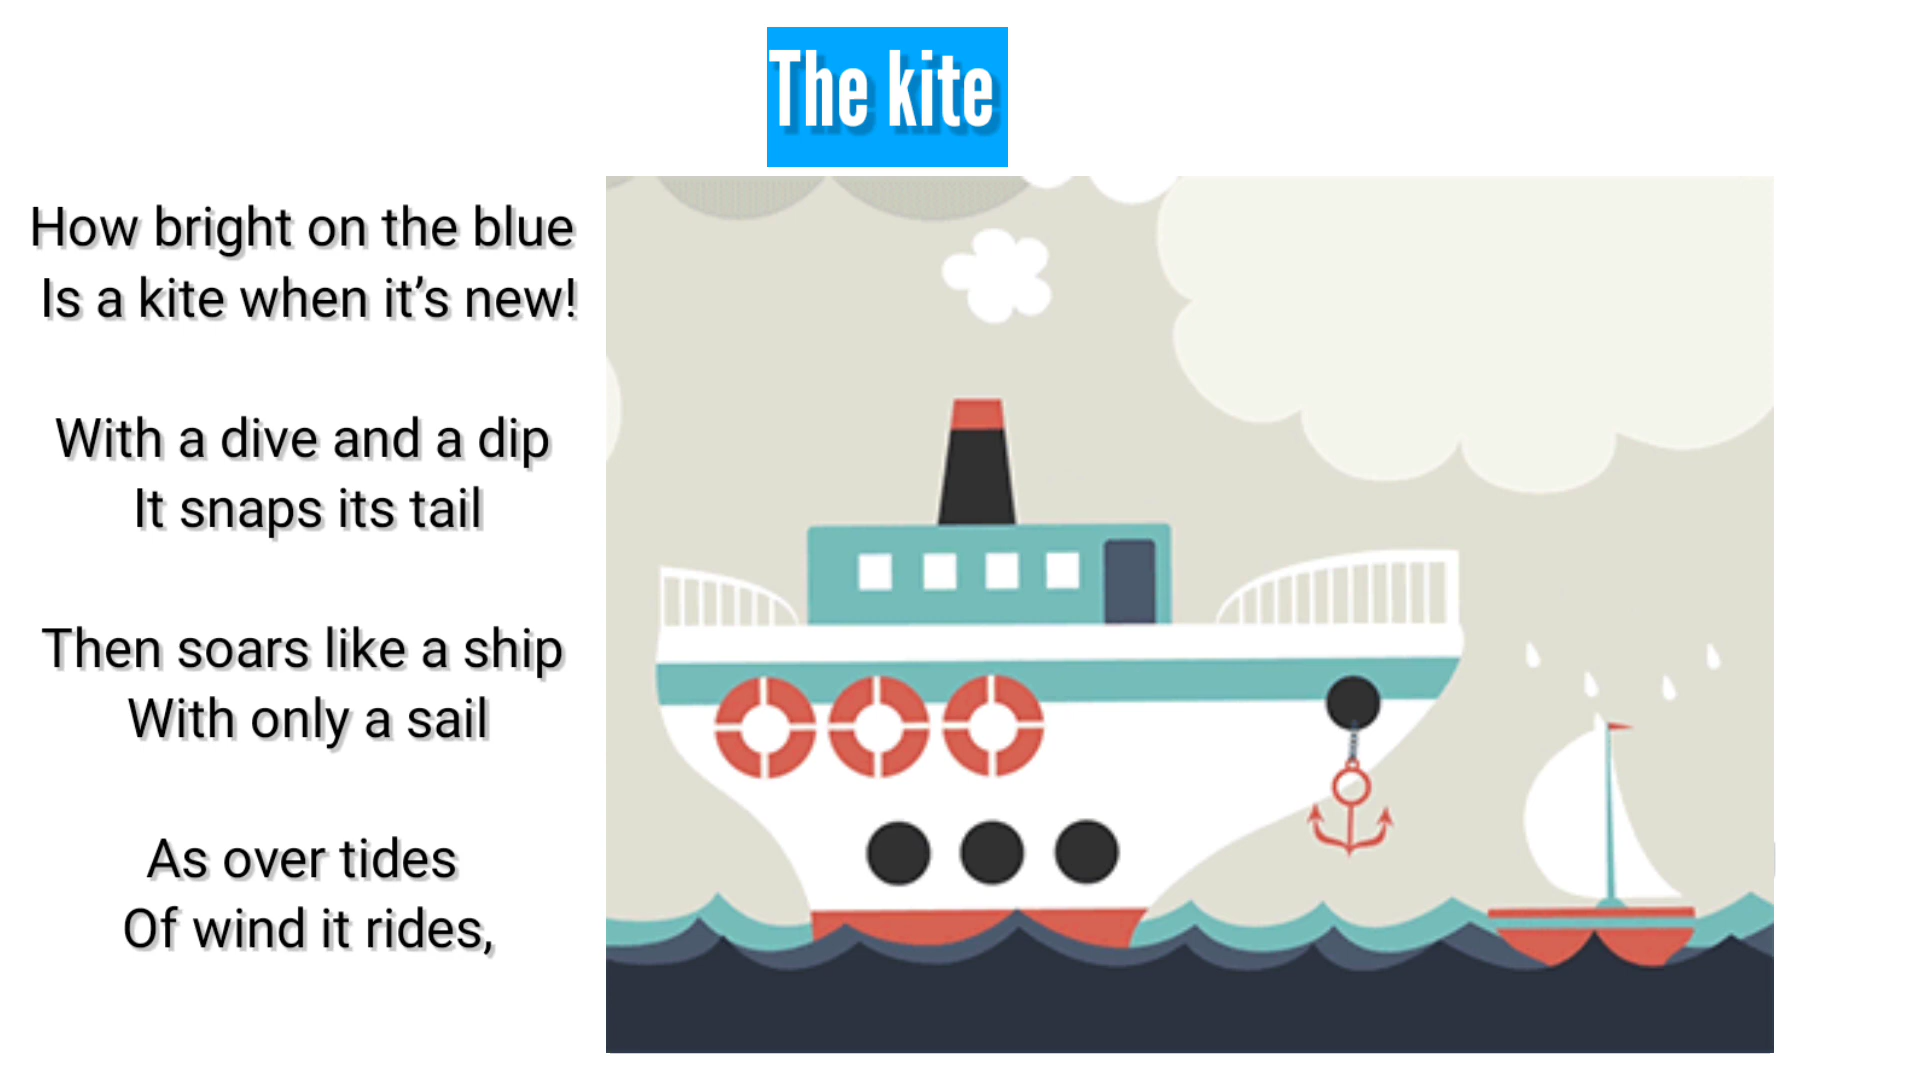 The kite
How bright on the blue
Is a kite when it’s new!
With a dive and a dip
It snaps its tail
Then soars like a ship
With only a sail
As over tides
Of wind it rides,